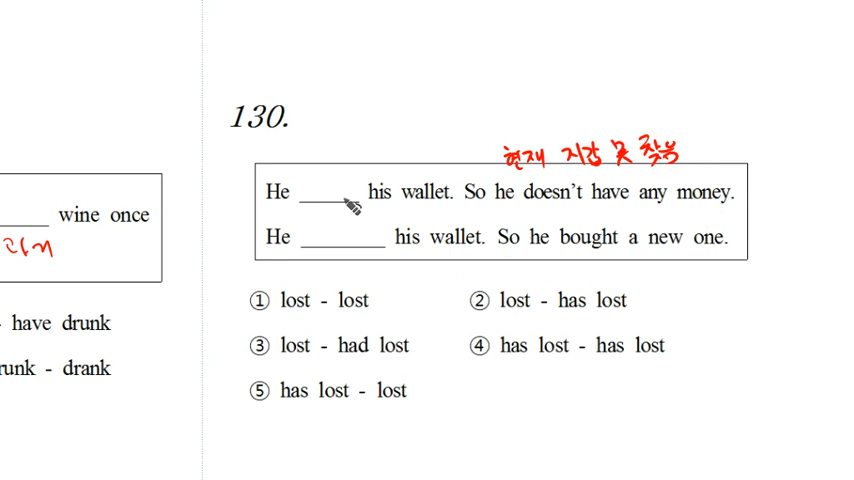 wine once
과거
- have drunk
runk - drank
130.
현재 지갑 못 찾음
He ______ his wallet. So he doesn't have any money.
He ________ his wallet. So he bought a new one.
① lost - lost
② lost - has lost
③ lost - had lost
④ has lost - has lost
⑤ has lost - lost